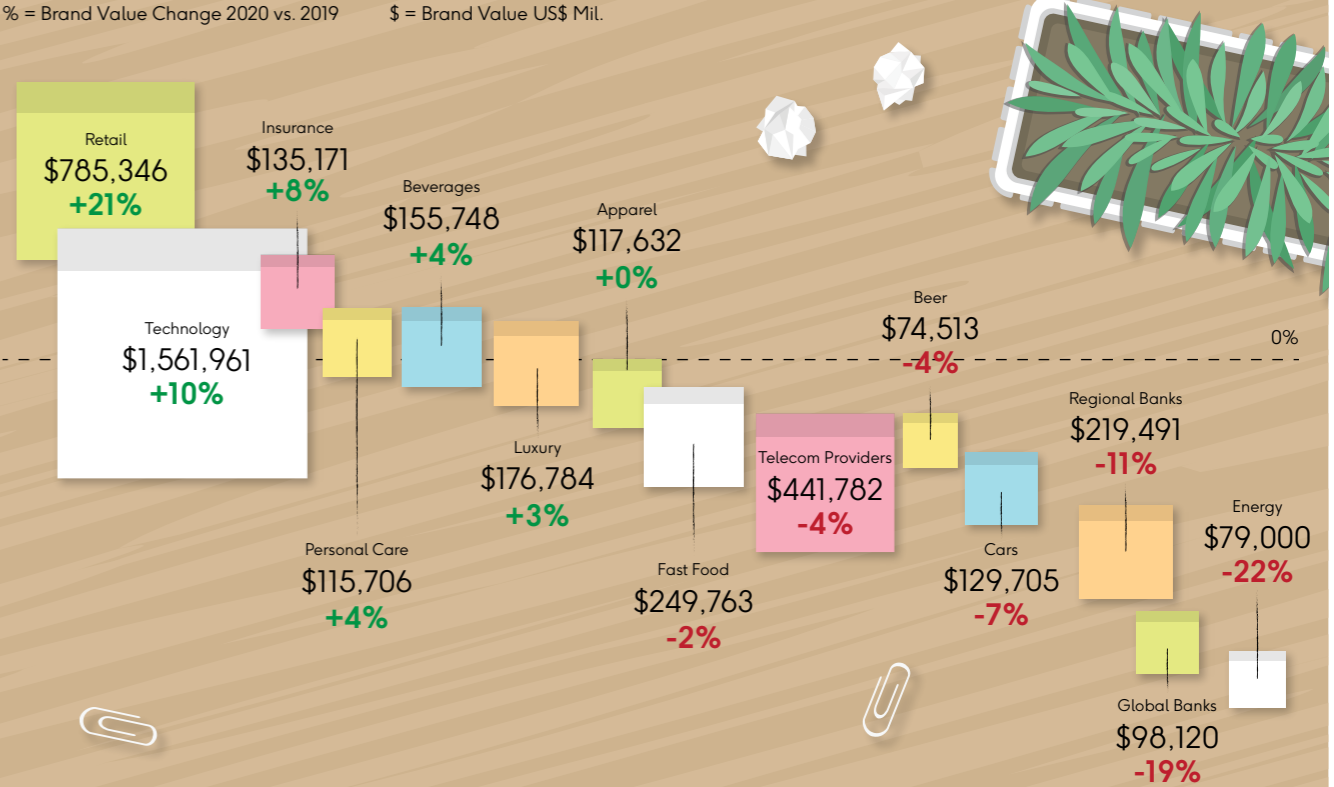 % = Brand Value Change 2020 vs. 2019 $ = Brand Value US$ Mil.
Retail
$785,346
+21%
Insurance
$135,171
+8%
Beverages
$155,748
+4%
Apparel
$117,632
+0%
Beer
$74,513
-4%
0%
Technology
$1,561,961
+10%
Luxury
$176,784
+3%
Telecom Providers
$441,782
-4%
Regional Banks
$219,491
-11%
Energy
$79,000
-22%
Personal Care
$115,706
+4%
Fast Food
$249,763
-2%
Cars
$129,705
-7%
Global Banks
$98,120
-19%